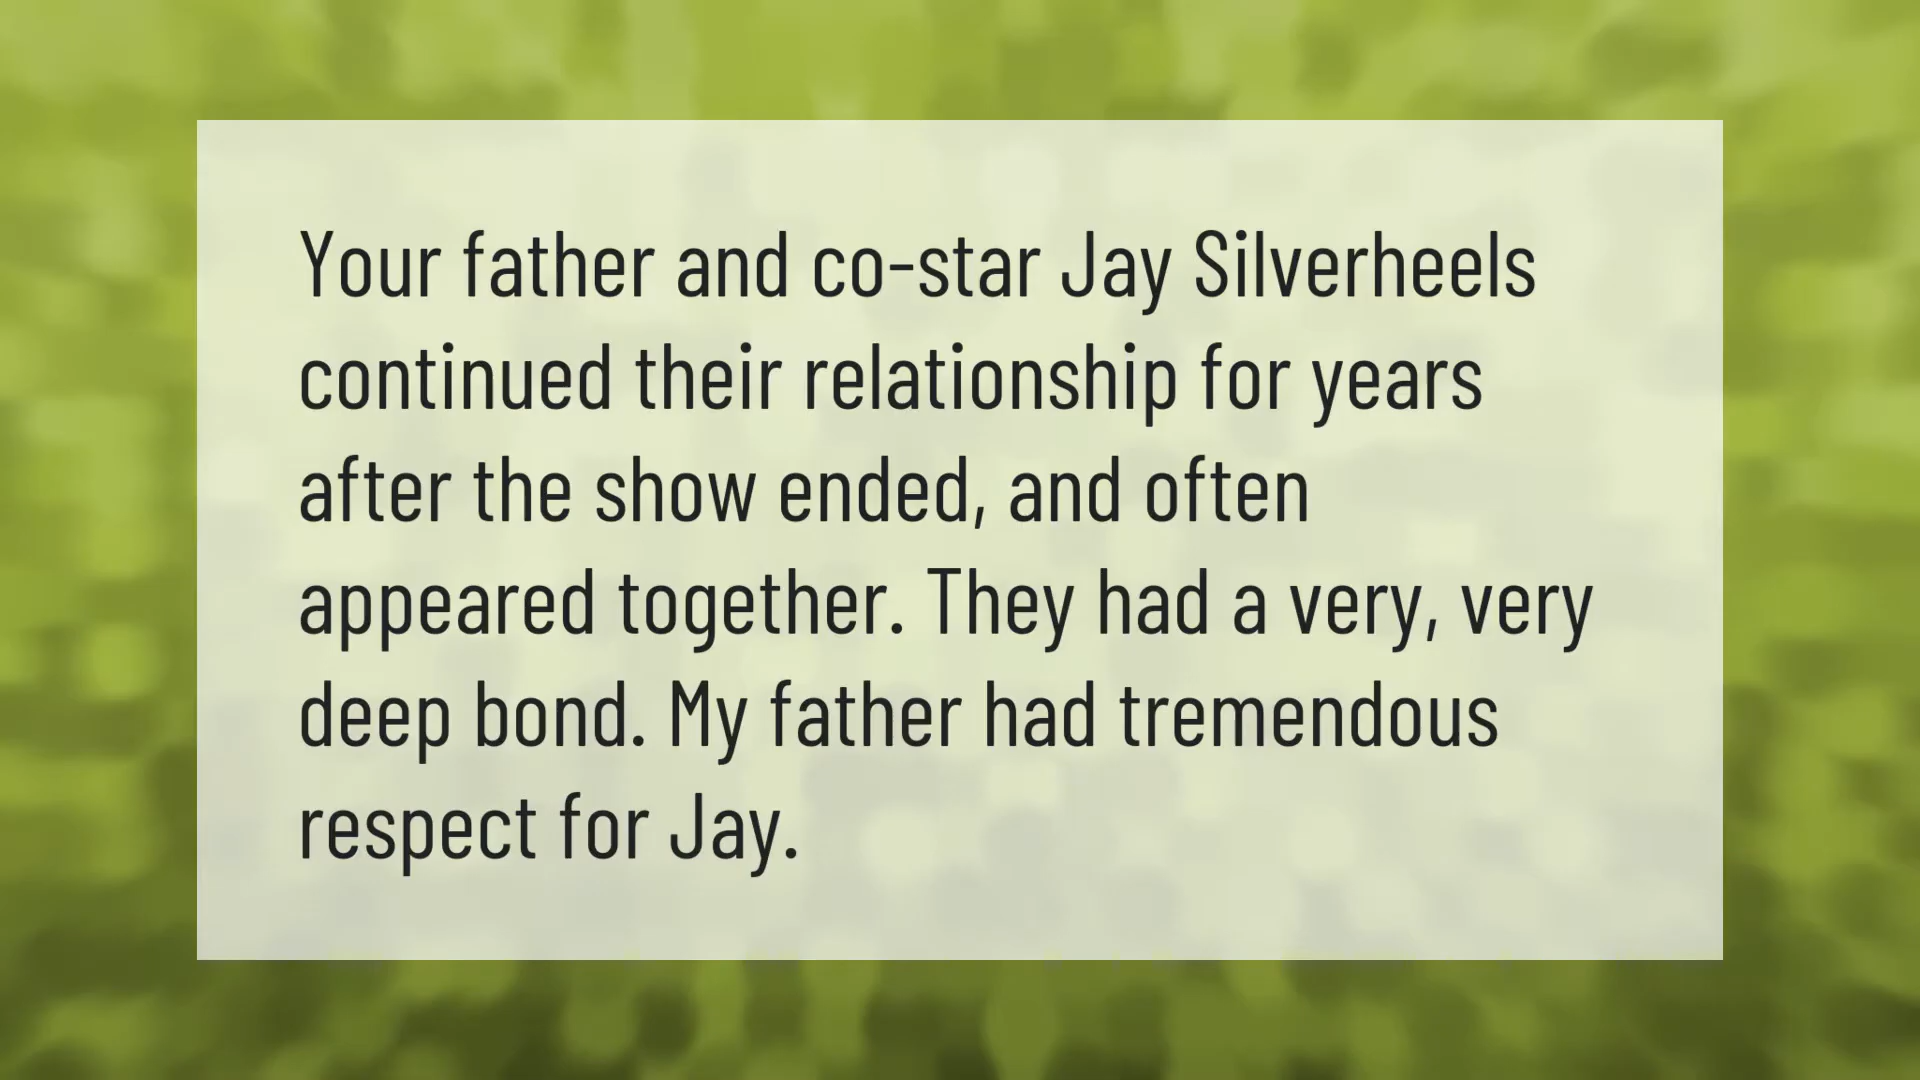 Your father and co-star Jay Silverheels
continued their relationship for years
after the show ended, and often
appeared together. They had a very, very
deep bond. My father had tremendous
respect for Jay.